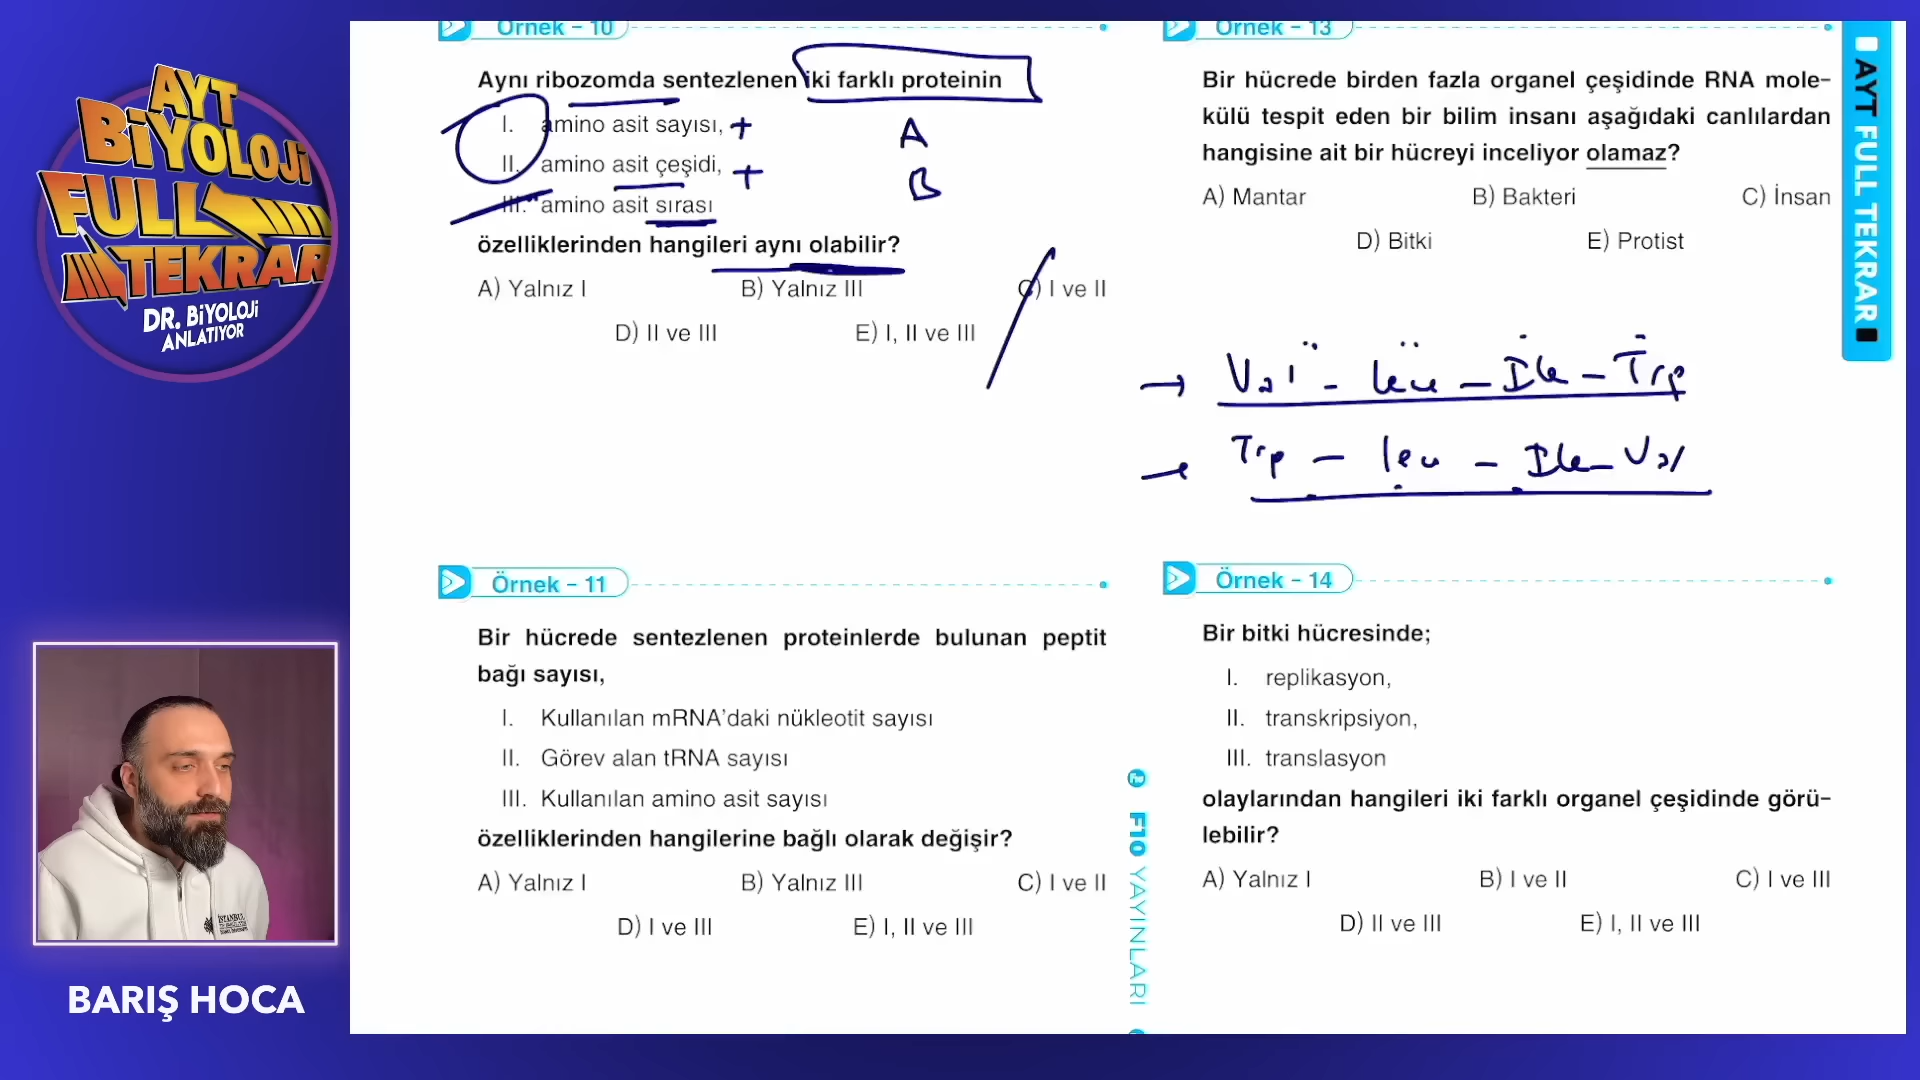 AYT
BiYOLOJi
FULL
TEKRAR
DR. BiYOLOJi
ANLATIYOR
BARIŞ HOCA
Örnek - 10
Aynı ribozomda sentezlenen iki farklı proteinin
I. amino asit sayısı, +
II. amino asit çeşidi, +
III. amino asit sırası
A
B
özelliklerinden hangileri aynı olabilir?
A) Yalnız I B) Yalnız III C) I ve II
D) II ve III E) I, II ve III
Örnek - 11
Bir hücrede sentezlenen proteinlerde bulunan peptit
bağı sayısı,
I. Kullanılan mRNA'daki nükleotit sayısı
II. Görev alan tRNA sayısı
III. Kullanılan amino asit sayısı
özelliklerinden hangilerine bağlı olarak değişir?
A) Yalnız I B) Yalnız III C) I ve II
D) I ve III E) I, II ve III
Örnek - 13
Bir hücrede birden fazla organel çeşidinde RNA mole-
külü tespit eden bir bilim insanı aşağıdaki canlılardan
hangisine ait bir hücreyi inceliyor olamaz?
A) Mantar B) Bakteri C) İnsan
D) Bitki E) Protist
→ Val - leu - Ile - Trp
→ Trp - leu - Ile - Val
Örnek - 14
Bir bitki hücresinde;
I. replikasyon,
II. transkripsiyon,
III. translasyon
olaylarından hangileri iki farklı organel çeşidinde görü-
lebilir?
A) Yalnız I B) I ve II C) I ve III
D) II ve III E) I, II ve III
F10 YAYINLARI
AYT FULL TEKRAR